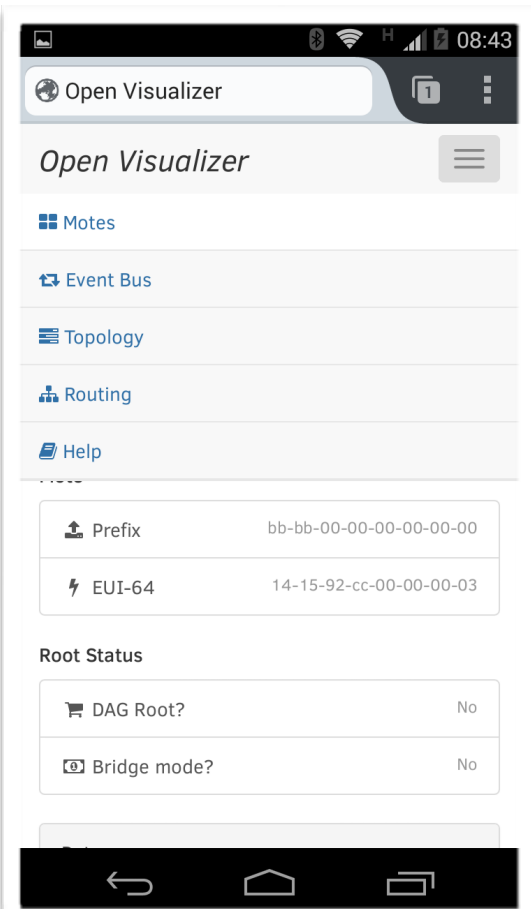 H 08:43
Open Visualizer
1
Open Visualizer
Motes
Event Bus
Topology
Routing
Help
Prefix bb-bb-00-00-00-00-00-00
EUI-64 14-15-92-cc-00-00-00-03
Root Status
DAG Root? No
Bridge mode? No